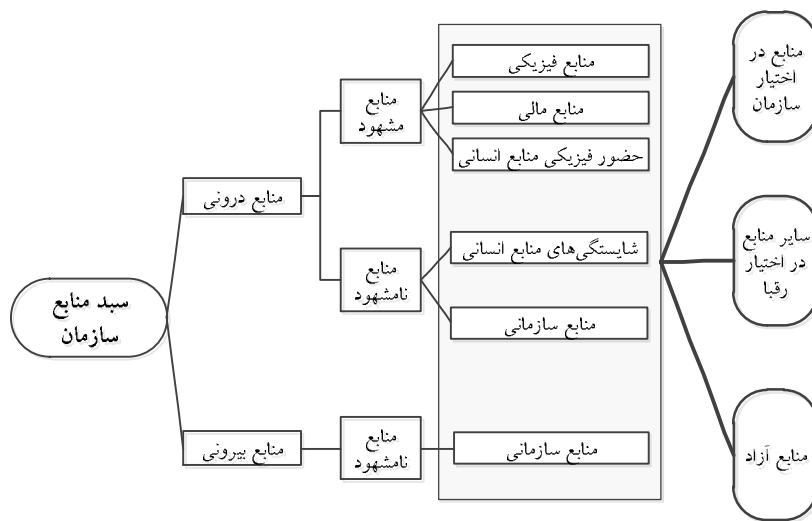 سبد منابع
سازمان
منابع درونی
منابع بیرونی
منابع
مشهود
منابع
نامشهود
منابع
نامشهود
منابع فیزیکی
منابع مالی
حضور فیزیکی منابع انسانی
شایستگی‌های منابع انسانی
منابع سازمانی
منابع سازمانی
منابع در
اختیار
سازمان
سایر منابع
در اختیار
رقبا
منابع آزاد